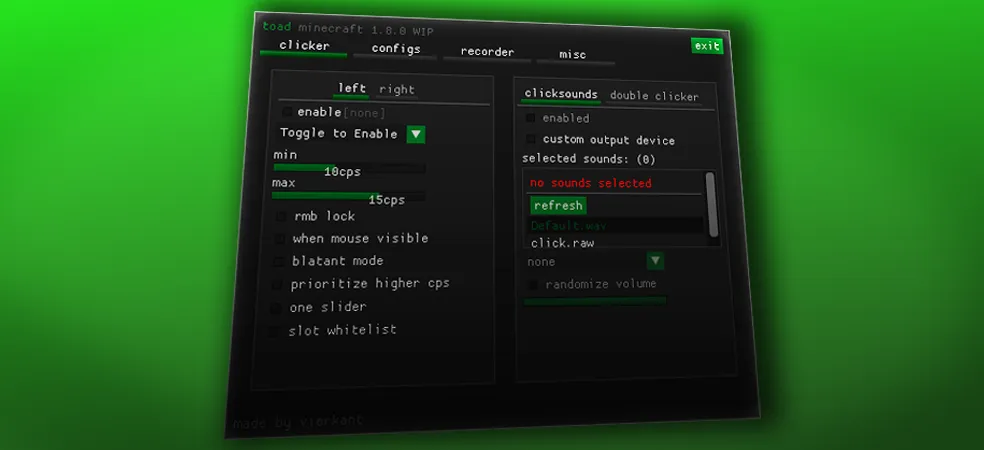 toad minecraft 1.0.0 WIP
exit
clicker configs recorder misc
left right
enable[none]
Toggle to Enable
min
10cps
max
15cps
rmb lock
when mouse visible
blatant mode
prioritize higher cps
one slider
slot whitelist
clicksounds double clicker
enabled
custom output device
selected sounds: (0)
no sounds selected
refresh
Default.wav
click.raw
none
randomize volume
made by vierkant